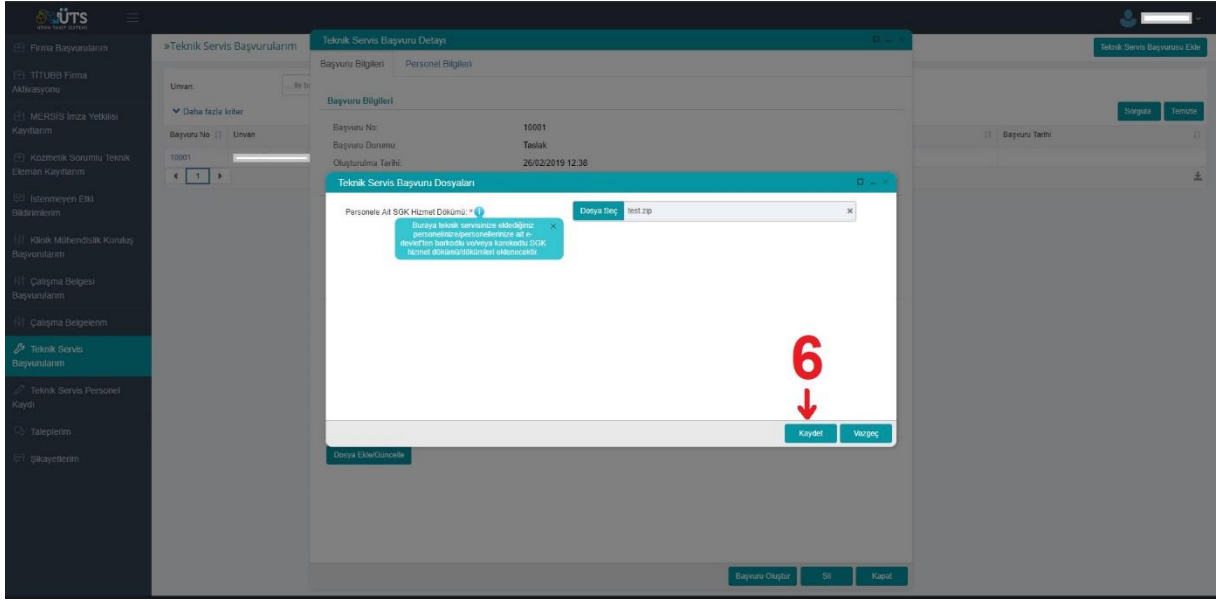 ÜTS
ÜRÜN TAKİP SİSTEMİ
Firma Başvurularım
TİTUBB Firma
Aktivasyonu
MERSİS İmza Yetkilisi
Kayıtlarım
Kozmetik Sorumlu Teknik
Eleman Kayıtlarım
İstenmeyen Etki
Bildirimlerim
Klinik Mühendislik Kuruluş
Başvurularım
Çalışma Belgesi
Başvurularım
Çalışma Belgelerim
Teknik Servis
Başvurularım
Teknik Servis Personel
Kaydı
Taleplerim
Şikayetlerim
»Teknik Servis Başvurularım
Teknik Servis Başvurusu Ekle
Unvan:
Daha fazla kriter
Sorgula
Temizle
Başvuru No
Unvan
Başvuru Tarihi
10001
1
Teknik Servis Başvuru Detayı
Başvuru Bilgileri
Personel Bilgileri
Başvuru Bilgileri
Başvuru No: 10001
Başvuru Durumu: Taslak
Oluşturulma Tarihi: 26/02/2019 12:38
Teknik Servis Başvuru Dosyaları
Personele Ait SGK Hizmet Dökümü: *
Dosya Seç
test.zip
Buraya teknik servisinize eklediğiniz
personelinize/personellerinize ait e-
devlet'ten barkodlu ve/veya karekodlu SGK
hizmet dökümü/dökümleri eklenecektir
6
Kaydet
Vazgeç
Dosya Ekle/Güncelle
Başvuru Oluştur
Sil
Kapat